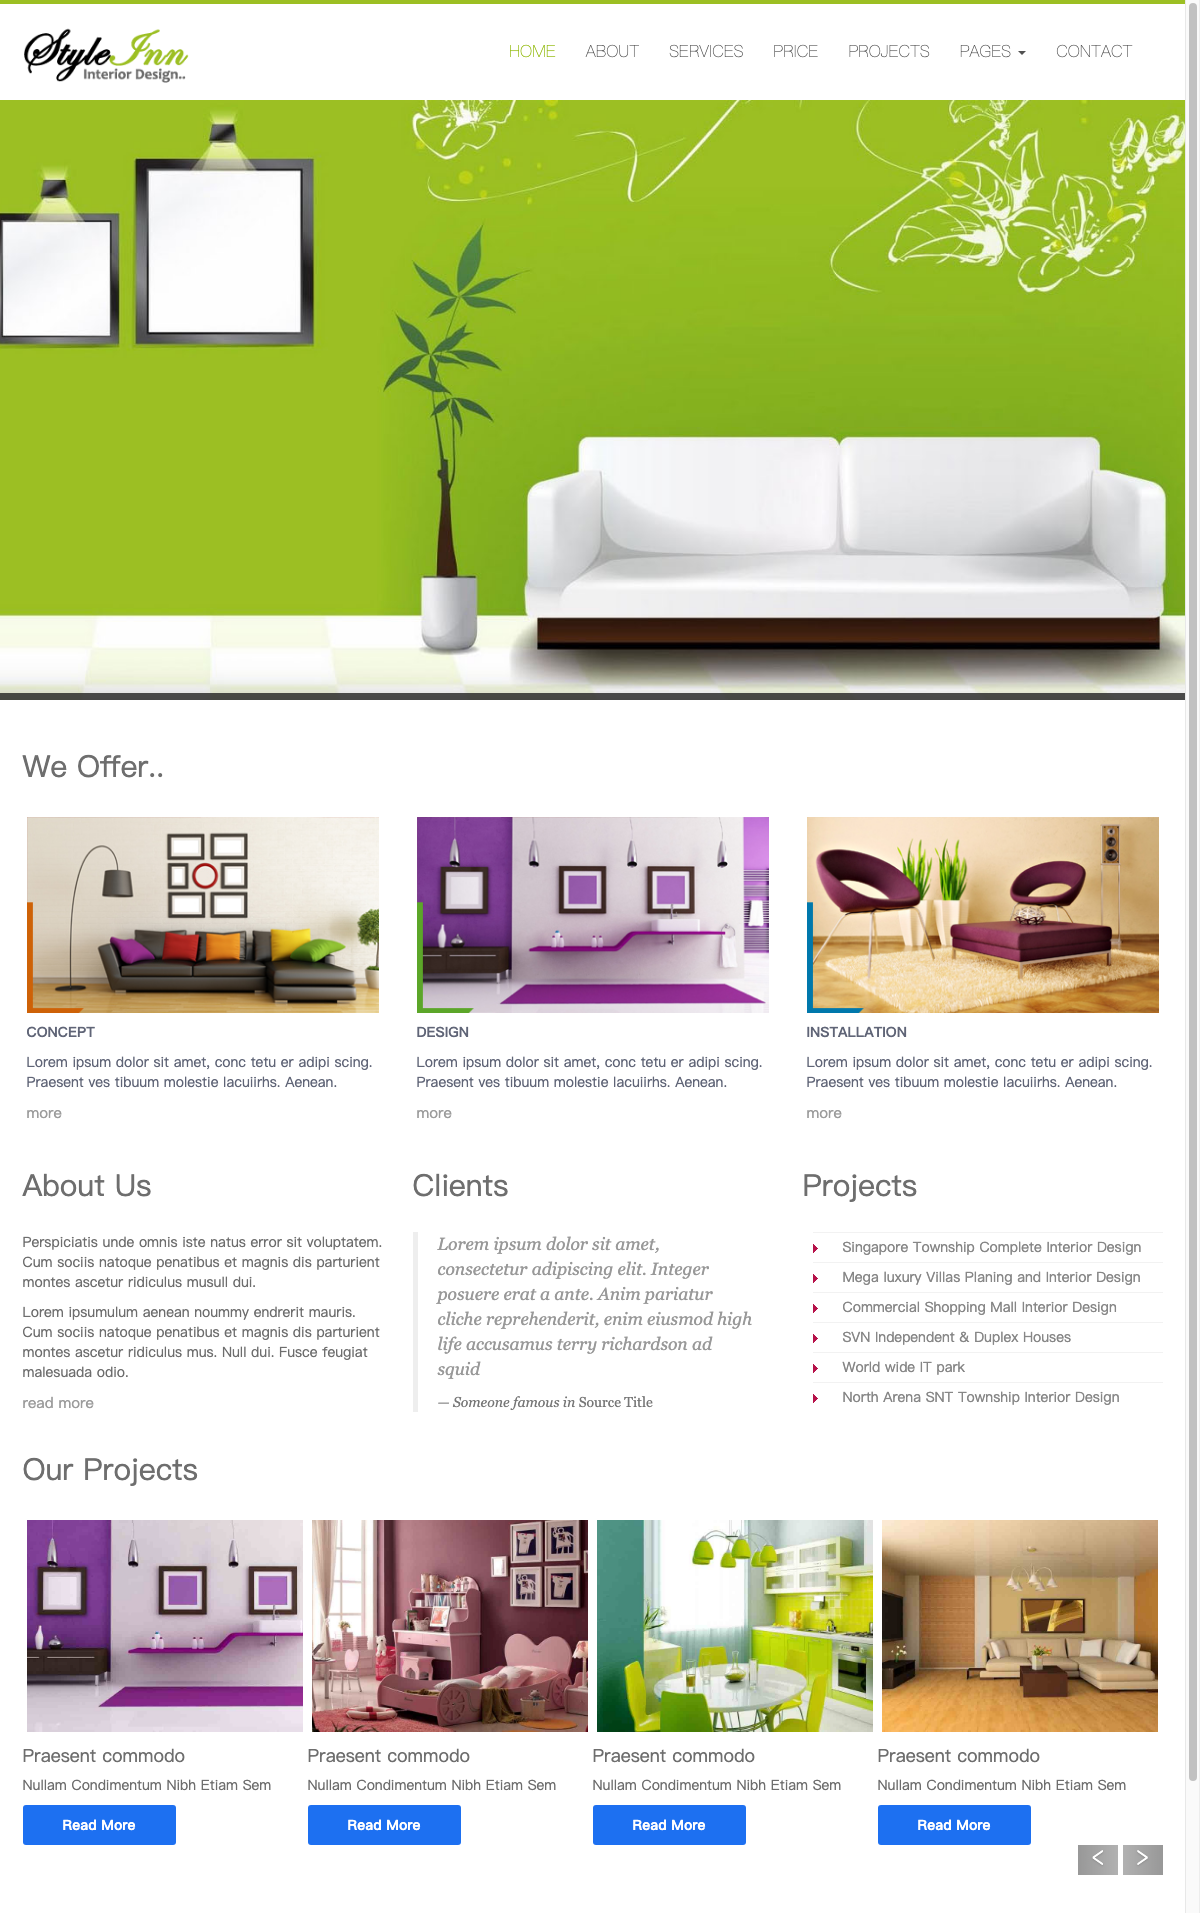 StyleInn
Interior Design..
HOME ABOUT SERVICES PRICE PROJECTS PAGES CONTACT
We Offer..
CONCEPT
Lorem ipsum dolor sit amet, conc tetu er adipi scing.
Praesent ves tibuum molestie lacuiirhs. Aenean.
more
DESIGN
Lorem ipsum dolor sit amet, conc tetu er adipi scing.
Praesent ves tibuum molestie lacuiirhs. Aenean.
more
INSTALLATION
Lorem ipsum dolor sit amet, conc tetu er adipi scing.
Praesent ves tibuum molestie lacuiirhs. Aenean.
more
About Us
Perspiciatis unde omnis iste natus error sit voluptatem.
Cum sociis natoque penatibus et magnis dis parturient
montes ascetur ridiculus musull dui.
Lorem ipsumulum aenean noummy endrerit mauris.
Cum sociis natoque penatibus et magnis dis parturient
montes ascetur ridiculus mus. Null dui. Fusce feugiat
malesuada odio.
read more
Clients
Lorem ipsum dolor sit amet,
consectetur adipiscing elit. Integer
posuere erat a ante. Anim pariatur
cliche reprehenderit, enim eiusmod high
life accusamus terry richardson ad
squid
— Someone famous in Source Title
Projects
Singapore Township Complete Interior Design
Mega luxury Villas Planing and Interior Design
Commercial Shopping Mall Interior Design
SVN Independent & Duplex Houses
World wide IT park
North Arena SNT Township Interior Design
Our Projects
Praesent commodo
Nullam Condimentum Nibh Etiam Sem
Read More
Praesent commodo
Nullam Condimentum Nibh Etiam Sem
Read More
Praesent commodo
Nullam Condimentum Nibh Etiam Sem
Read More
Praesent commodo
Nullam Condimentum Nibh Etiam Sem
Read More
< >